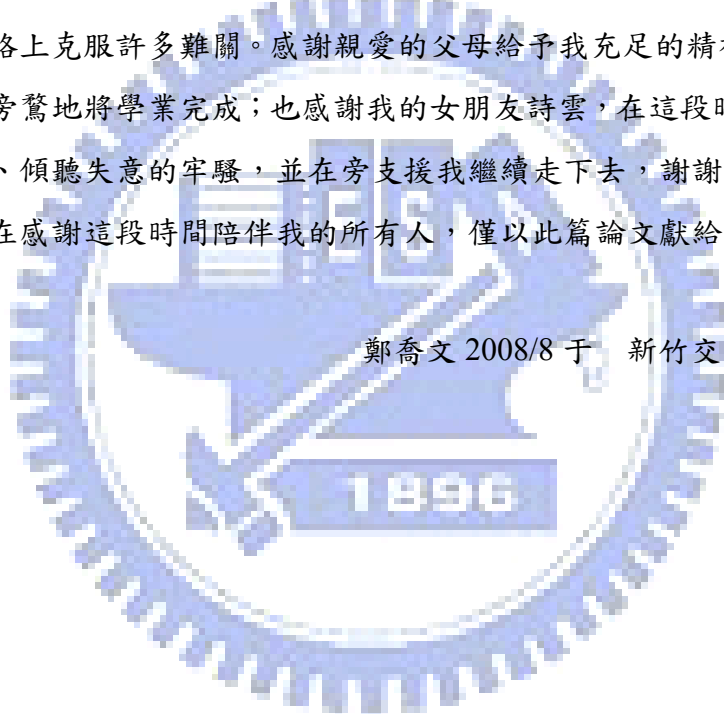 路上克服許多難關。感謝親愛的父母給予我充足的精
旁鶩地將學業完成；也感謝我的女朋友詩雲，在這段
、傾聽失意的牢騷，並在旁支援我繼續走下去，謝謝
在感謝這段時間陪伴我的所有人，僅以此篇論文獻給
鄭喬文 2008/8 于　新竹交
1896